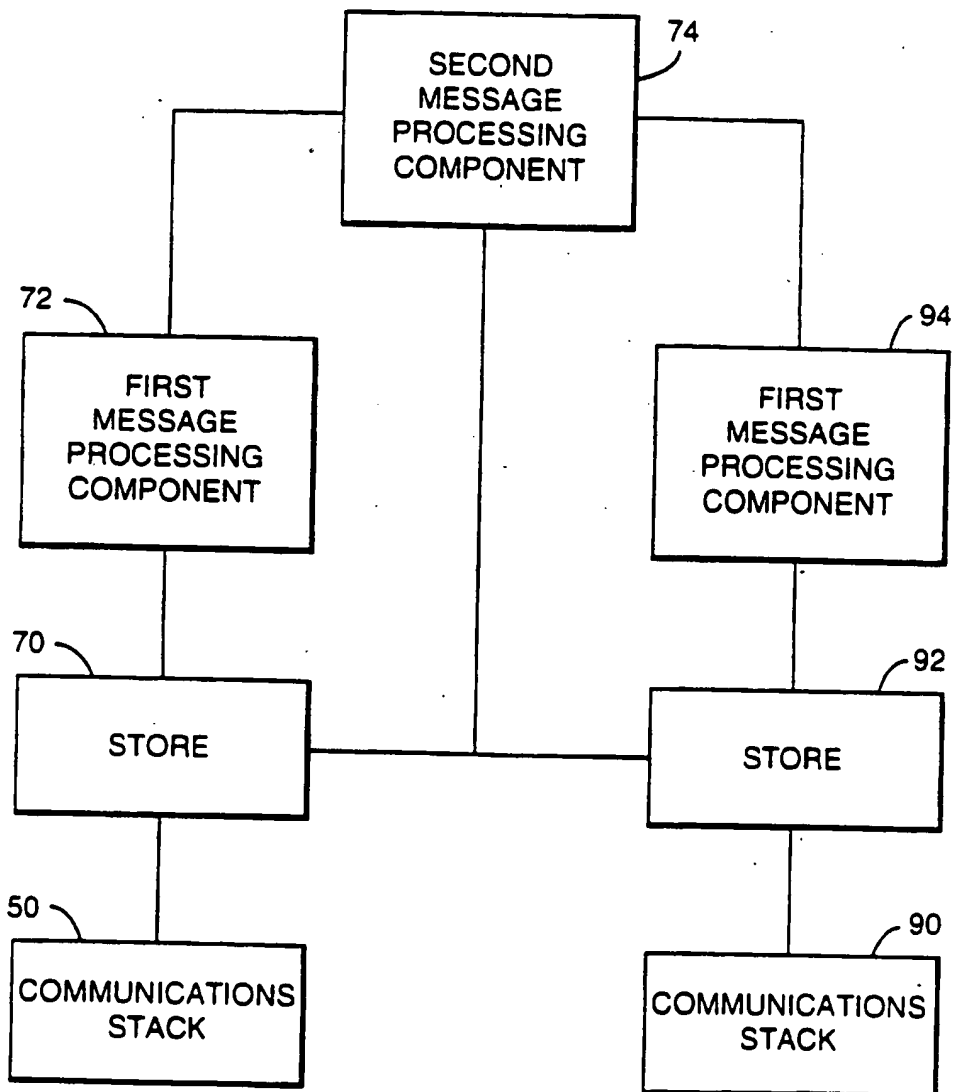 74
SECOND
MESSAGE
PROCESSING
COMPONENT
72
FIRST
MESSAGE
PROCESSING
COMPONENT
94
FIRST
MESSAGE
PROCESSING
COMPONENT
70
STORE
92
STORE
50
COMMUNICATIONS
STACK
90
COMMUNICATIONS
STACK